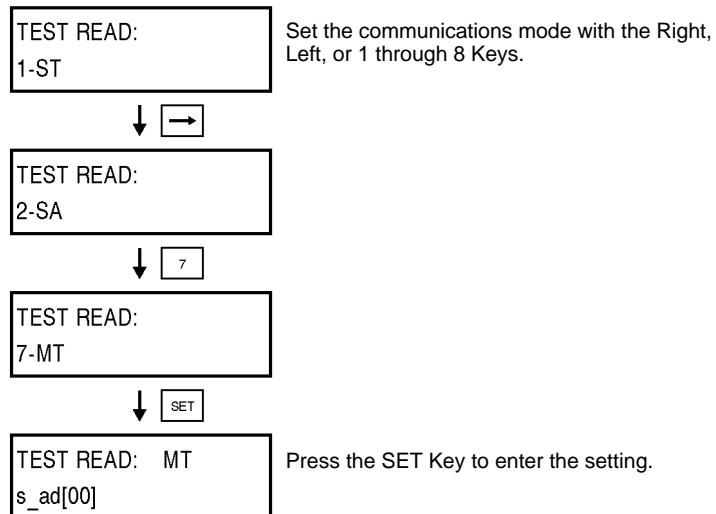 TEST READ:
1-ST
Set the communications mode with the Right,
Left, or 1 through 8 Keys.
TEST READ:
2-SA
7
TEST READ:
7-MT
SET
TEST READ: MT
s_ad[00]
Press the SET Key to enter the setting.